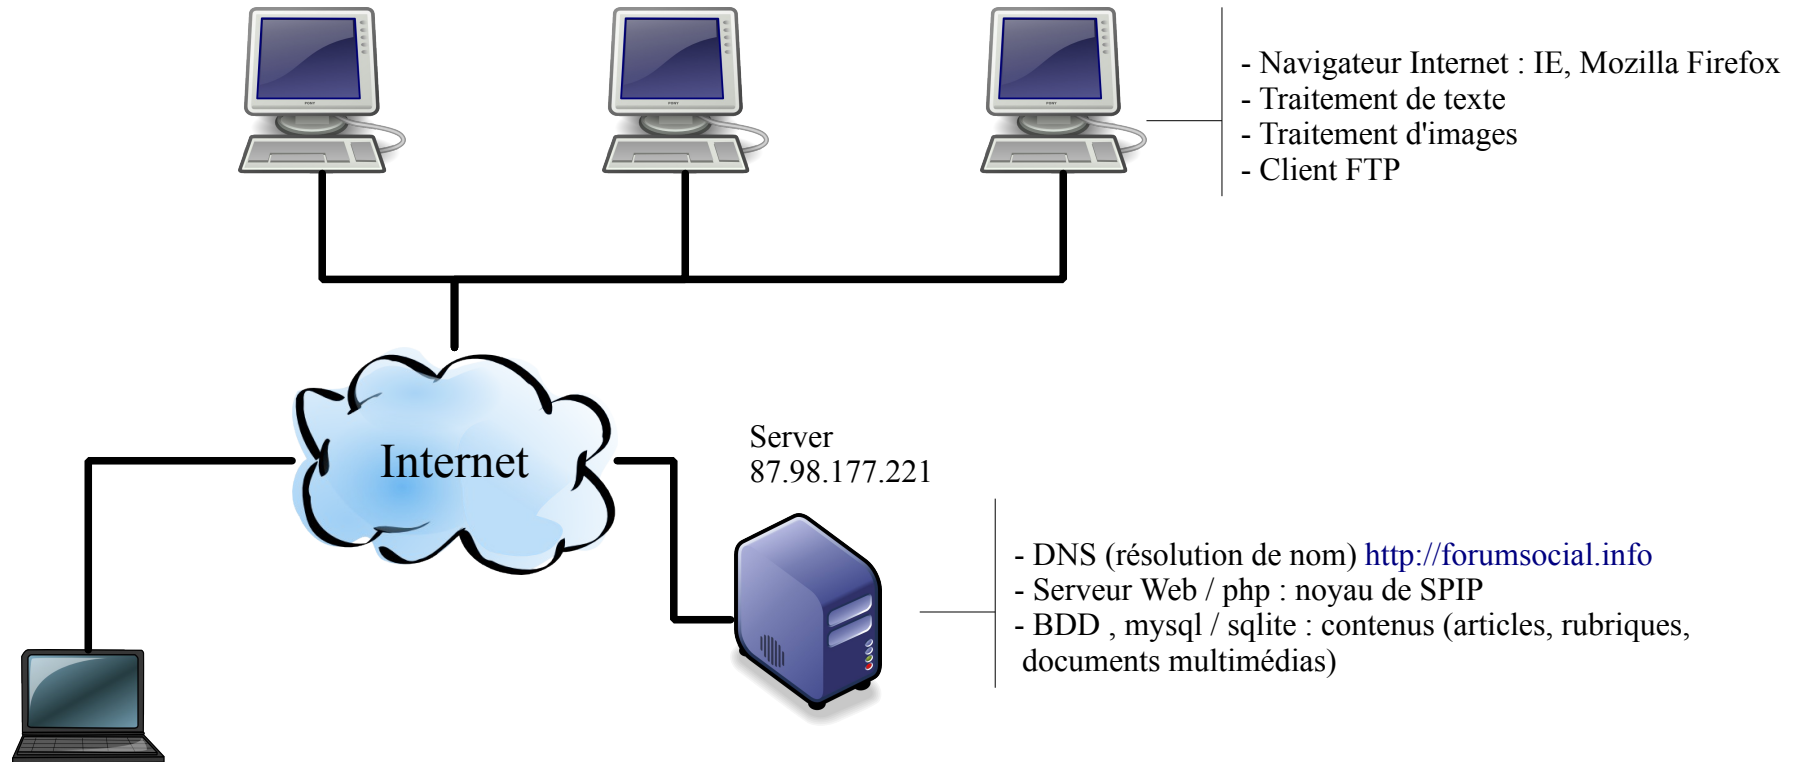 - Navigateur Internet : IE, Mozilla Firefox
- Traitement de texte
- Traitement d'images
- Client FTP
Internet
Server
87.98.177.221
- DNS (résolution de nom) http://forumsocial.info
- Serveur Web / php : noyau de SPIP
- BDD , mysql / sqlite : contenus (articles, rubriques,
documents multimédias)